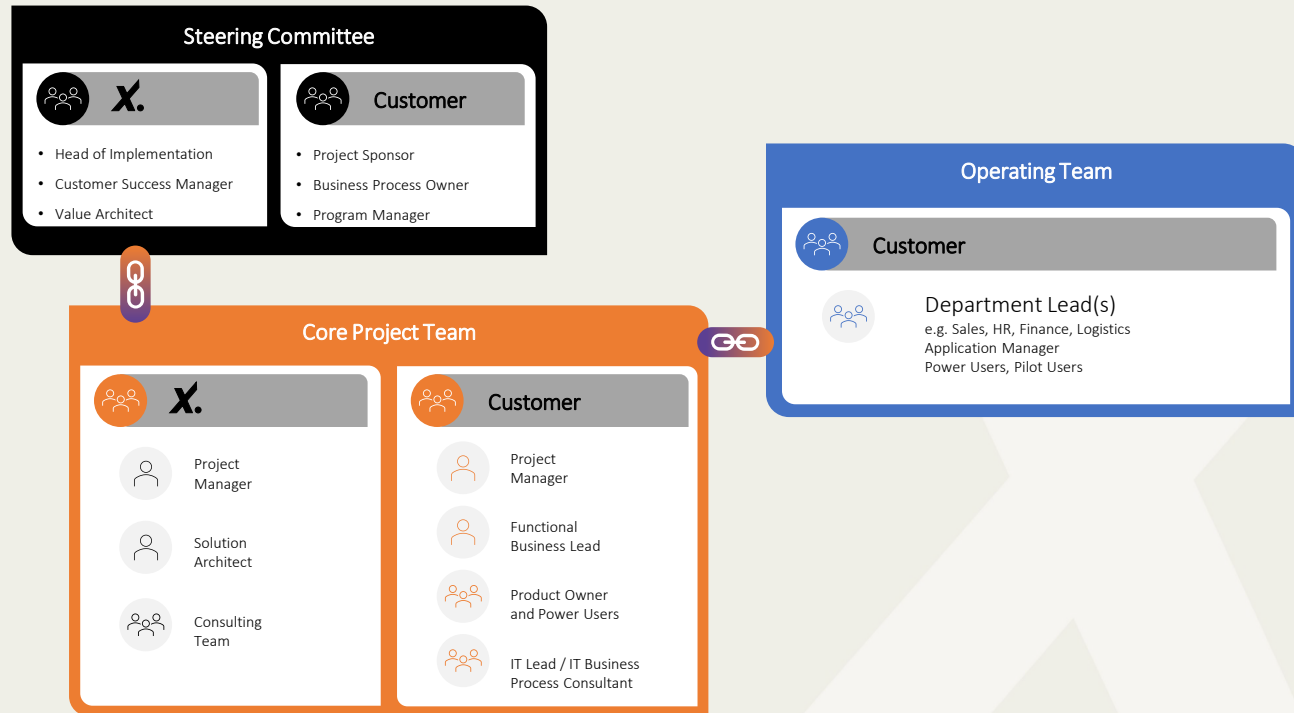 Steering Committee
X.
• Head of Implementation
• Customer Success Manager
• Value Architect
Customer
• Project Sponsor
• Business Process Owner
• Program Manager
Core Project Team
X.
Project
Manager
Solution
Architect
Consulting
Team
Customer
Project
Manager
Functional
Business Lead
Product Owner
and Power Users
IT Lead / IT Business
Process Consultant
Operating Team
Customer
Department Lead(s)
e.g. Sales, HR, Finance, Logistics
Application Manager
Power Users, Pilot Users